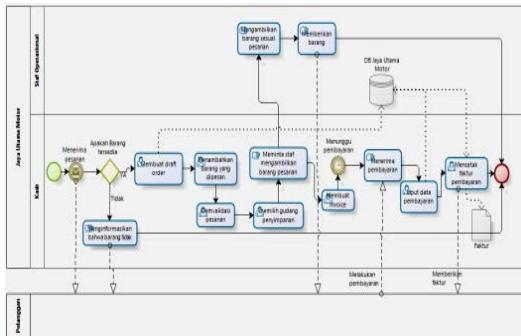 Jaya Utama Motor
Staf Operasional
Mengambilkan
barang sesuai
pesanan
Memberikan
barang
DB Jaya Utama
Motor
Kasir
Menerima
pesanan
Apakah Barang
tersedia
Ya
Tidak
Membuat draft
order
Menambahkan
barang yang
dipesan
Memvalidasi
pesanan
Memilih gudang
penyimpanan
Meminta staf
mengambilkan
barang pesanan
Membuat
Invoice
Menunggu
pembayaran
Menerima
pembayaran
Input data
pembayaran
Mencetak
faktur
pembayaran
Faktur
Menginformasikan
bahwa barang tidak
Melakukan
pembayaran
Memberikan
faktur
Pelanggan